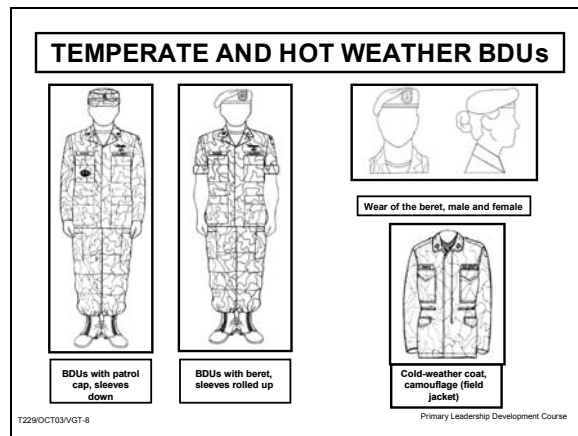 TEMPERATE AND HOT WEATHER BDUs
Wear of the beret, male and female
BDUs with patrol
cap, sleeves
down
BDUs with beret,
sleeves rolled up
Cold-weather coat,
camouflage (field
jacket)
T229/OCT03/VGT-8
Primary Leadership Development Course